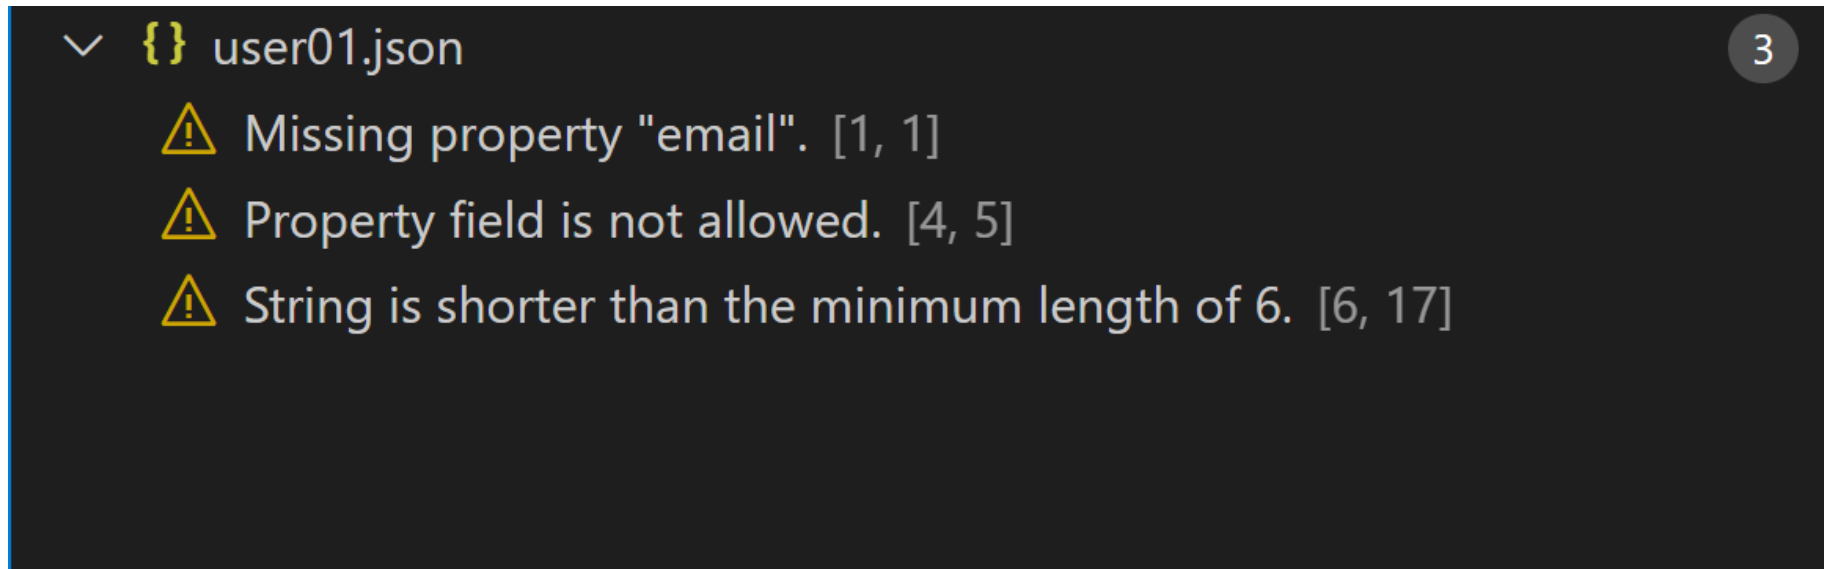 {} user01.json 3
Missing property "email". [1, 1]
Property field is not allowed. [4, 5]
String is shorter than the minimum length of 6. [6, 17]